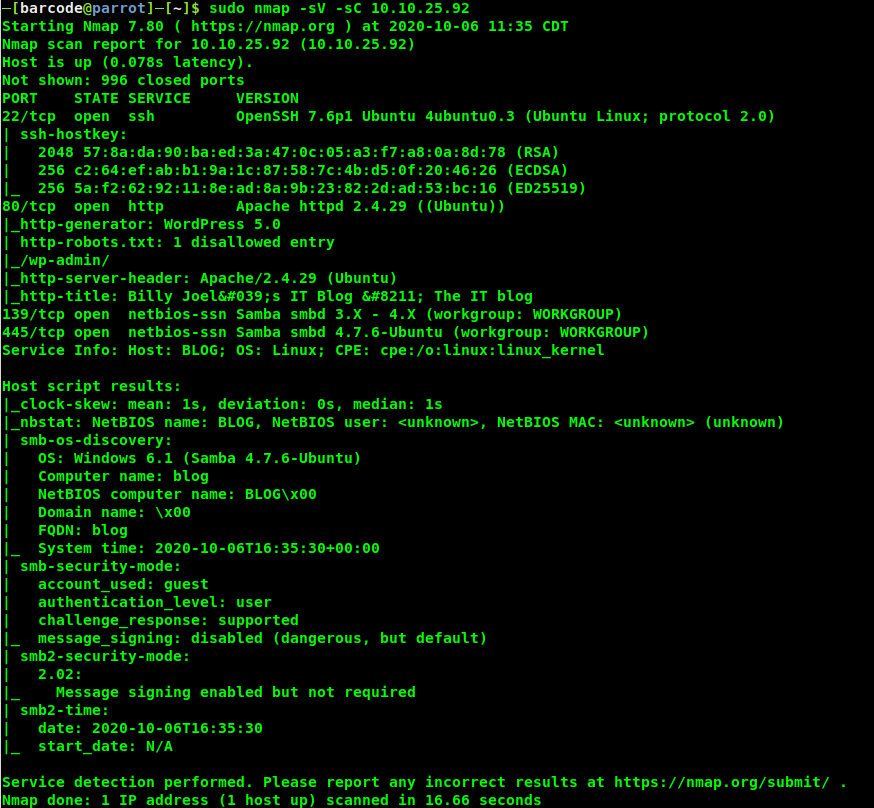 ─[barcode@parrot]─[~]$ sudo nmap -sV -sC 10.10.25.92
Starting Nmap 7.80 ( https://nmap.org ) at 2020-10-06 11:35 CDT
Nmap scan report for 10.10.25.92 (10.10.25.92)
Host is up (0.078s latency).
Not shown: 996 closed ports
PORT    STATE SERVICE     VERSION
22/tcp  open  ssh         OpenSSH 7.6p1 Ubuntu 4ubuntu0.3 (Ubuntu Linux; protocol 2.0)
| ssh-hostkey:
|   2048 57:8a:da:90:ba:ed:3a:47:0c:05:a3:f7:a8:0a:8d:78 (RSA)
|   256 c2:64:ef:ab:b1:9a:1c:87:58:7c:4b:d5:0f:20:46:26 (ECDSA)
|_  256 5a:f2:62:92:11:8e:ad:8a:9b:23:82:2d:ad:53:bc:16 (ED25519)
80/tcp  open  http        Apache httpd 2.4.29 ((Ubuntu))
|_http-generator: WordPress 5.0
| http-robots.txt: 1 disallowed entry
|_/wp-admin/
|_http-server-header: Apache/2.4.29 (Ubuntu)
|_http-title: Billy Joel&#039;s IT Blog &#8211; The IT blog
139/tcp open  netbios-ssn Samba smbd 3.X - 4.X (workgroup: WORKGROUP)
445/tcp open  netbios-ssn Samba smbd 4.7.6-Ubuntu (workgroup: WORKGROUP)
Service Info: Host: BLOG; OS: Linux; CPE: cpe:/o:linux:linux_kernel

Host script results:
|_clock-skew: mean: 1s, deviation: 0s, median: 1s
|_nbstat: NetBIOS name: BLOG, NetBIOS user: <unknown>, NetBIOS MAC: <unknown> (unknown)
| smb-os-discovery:
|   OS: Windows 6.1 (Samba 4.7.6-Ubuntu)
|   Computer name: blog
|   NetBIOS computer name: BLOG\x00
|   Domain name: \x00
|   FQDN: blog
|_  System time: 2020-10-06T16:35:30+00:00
| smb-security-mode:
|   account_used: guest
|   authentication_level: user
|   challenge_response: supported
|_  message_signing: disabled (dangerous, but default)
| smb2-security-mode:
|   2.02:
|_    Message signing enabled but not required
| smb2-time:
|   date: 2020-10-06T16:35:30
|_  start_date: N/A

Service detection performed. Please report any incorrect results at https://nmap.org/submit/ .
Nmap done: 1 IP address (1 host up) scanned in 16.66 seconds